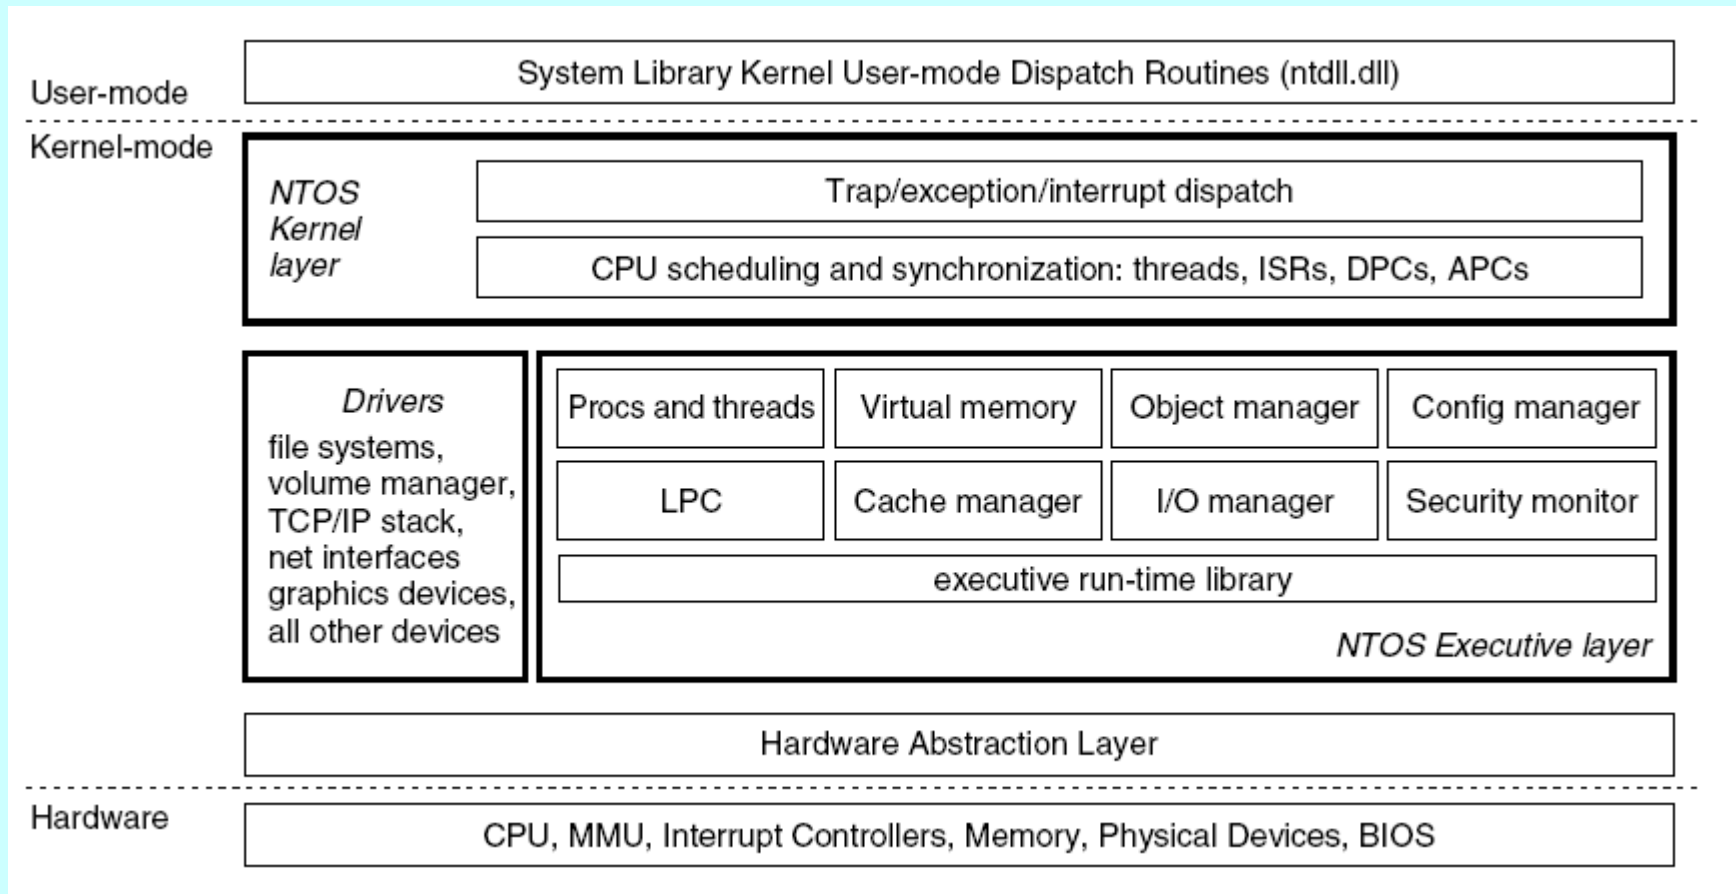 System Library Kernel User-mode Dispatch Routines (ntdll.dll)
User-mode
Kernel-mode
NTOS
Kernel
layer
Trap/exception/interrupt dispatch
CPU scheduling and synchronization: threads, ISRs, DPCs, APCs
Drivers
file systems,
volume manager,
TCP/IP stack,
net interfaces
graphics devices,
all other devices
Procs and threads
Virtual memory
Object manager
Config manager
LPC
Cache manager
I/O manager
Security monitor
executive run-time library
NTOS Executive layer
Hardware Abstraction Layer
Hardware
CPU, MMU, Interrupt Controllers, Memory, Physical Devices, BIOS